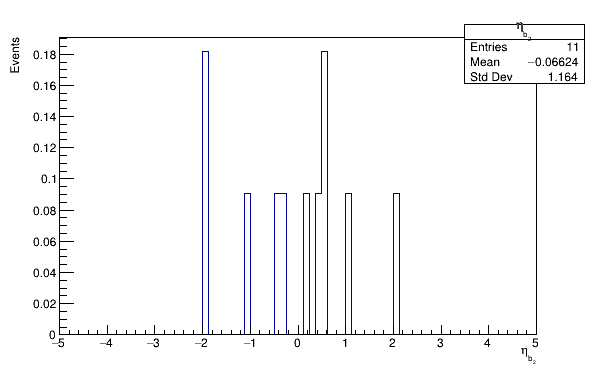 η_b₂
Entries 11
Mean −0.06624
Std Dev 1.164
Events
0.18
0.16
0.14
0.12
0.1
0.08
0.06
0.04
0.02
0
−5 −4 −3 −2 −1 0 1 2 3 4 5
η_b₂